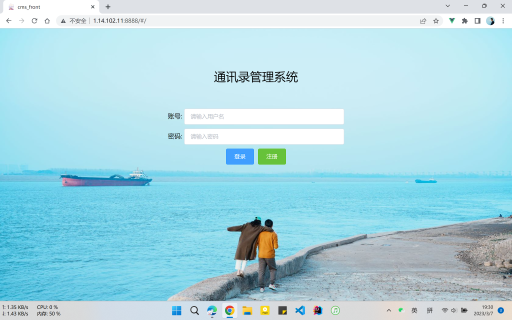 cms_front
不安全 | 1.14.102.11:8888/#/
通讯录管理系统
账号: 请输入用户名
密码: 请输入密码
登录 注册
1: 1.35 KB/s CPU: 0 %
↓: 1.43 KB/s 内存: 50 %
英 拼
19:33
2023/3/7